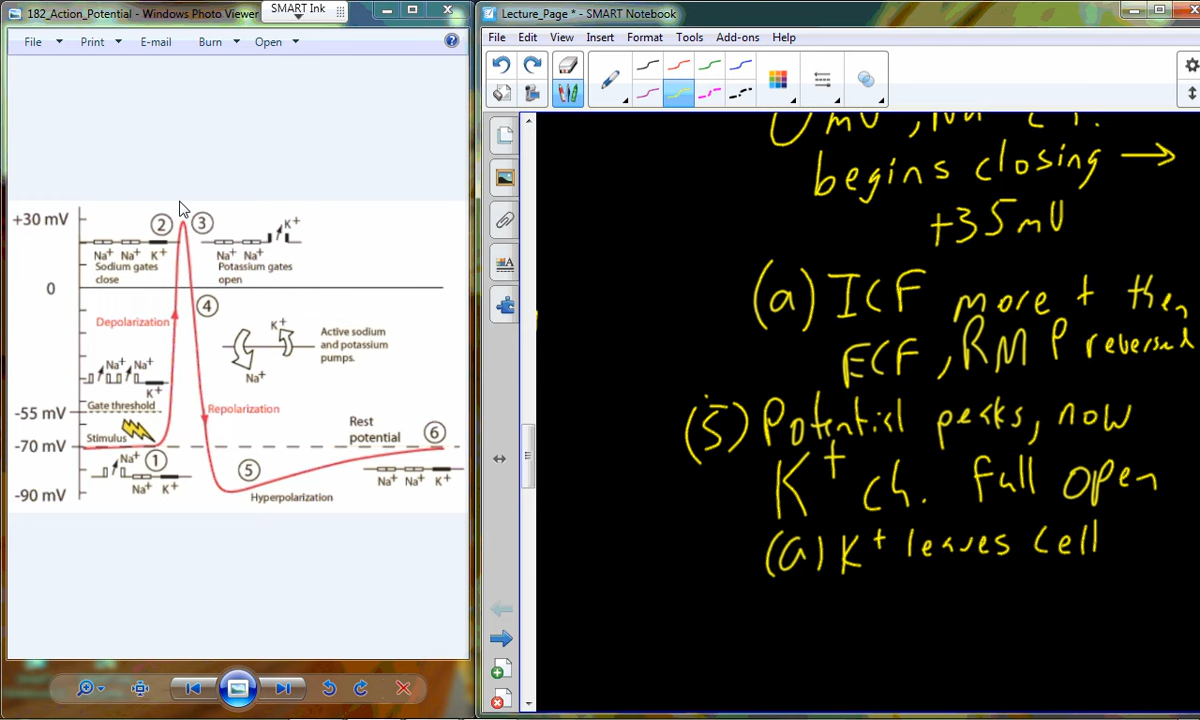 182_Action_Potential - Windows Photo Viewer
SMART Ink
File Print E-mail Burn Open
+30 mV
0
-55 mV
-70 mV
-90 mV
2
3
K+
Na+ Na+ K+
Sodium gates
close
Na+ Na+
Potassium gates
open
Depolarization
4
K+
Na+
Active sodium
and potassium
pumps.
Na+ Na+
K+
Gate threshold
Repolarization
Stimulus
Na+
1
Na+ K+
Rest
potential
6
5
Na+ Na+ K+
Hyperpolarization
Lecture_Page * - SMART Notebook
File Edit View Insert Format Tools Add-ons Help
0mV, Na+ ch.
begins closing →
+35mV
(a) ICF more + then
ECF, RMP reversed
(5) Potential peaks, now
K+ ch. full open
(a) K+ leaves cell